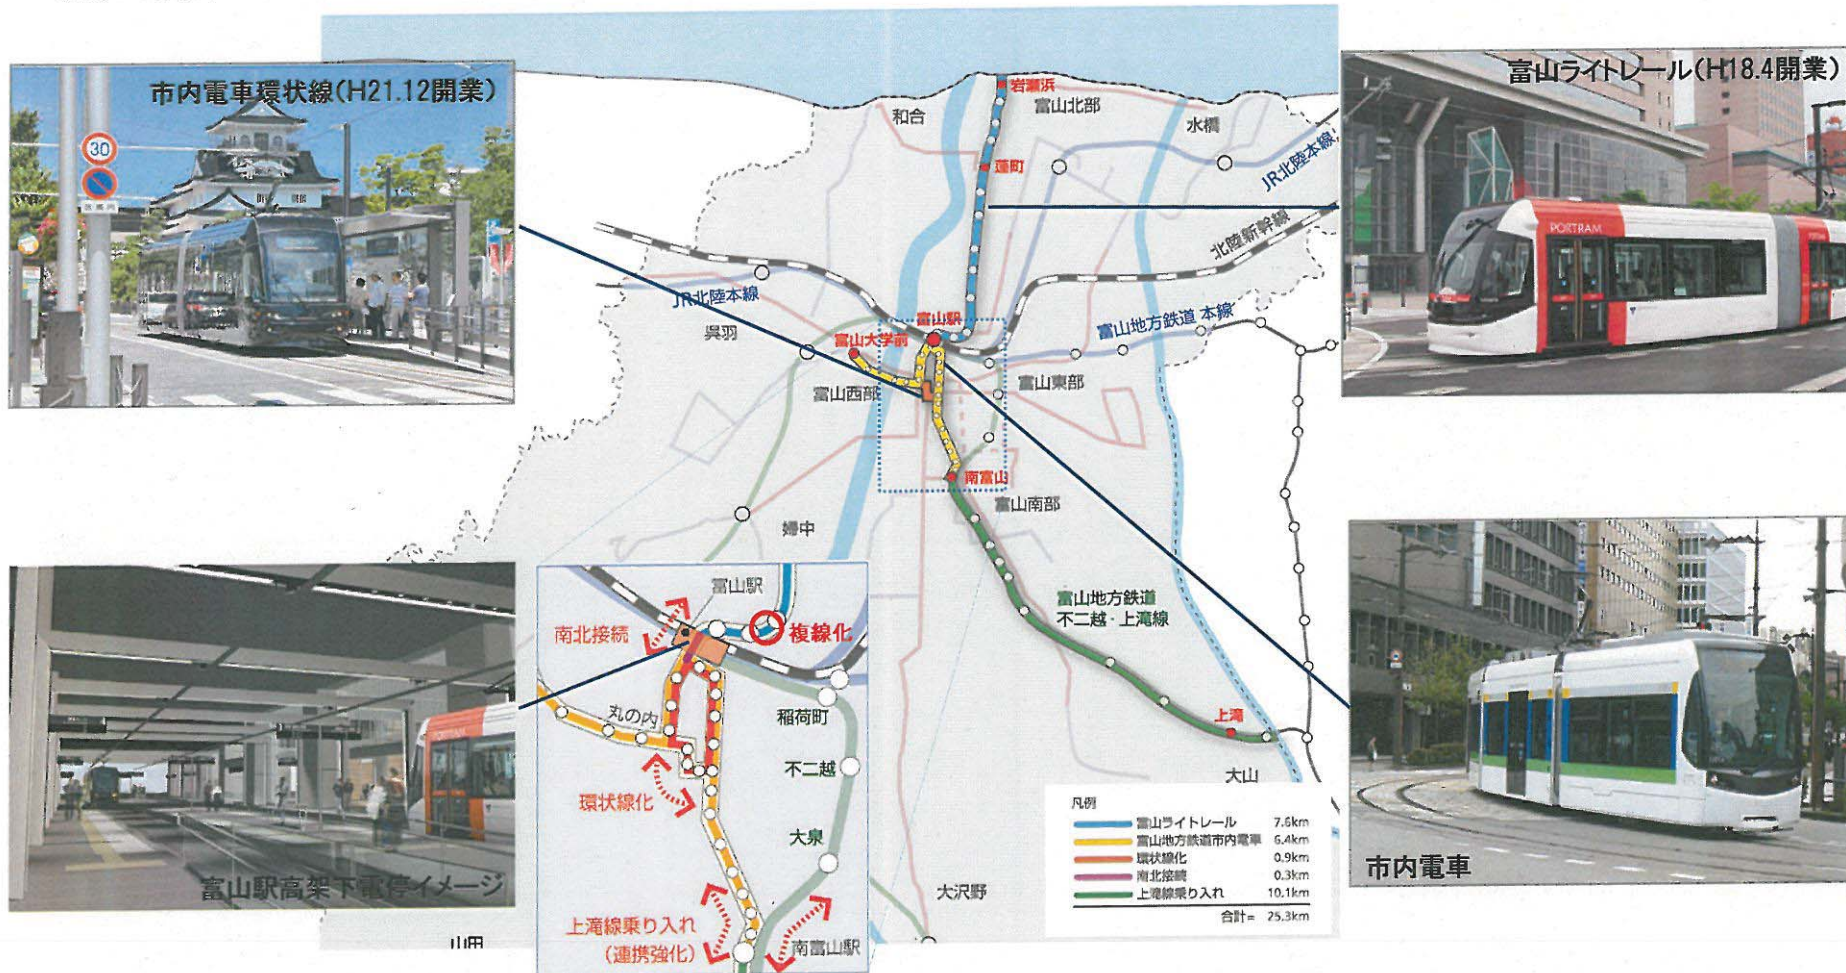 市内電車環状線(H21.12開業)
30
富山ライトレール(H18.4開業)
PORTRAM
岩瀬浜
富山北部
和合
水橋
蓮町
JR北陸本線
北陸新幹線
JR北陸本線
富山駅
富山地方鉄道 本線
呉羽
富山大学前
富山西部
富山東部
南富山
富山南部
婦中
富山地方鉄道
不二越・上滝線
上滝
大山
大沢野
山田
富山駅
南北接続
複線化
丸の内
稲荷町
環状線化
不二越
大泉
上滝線乗り入れ
(連携強化)
南富山駅
PORTRAM
富山駅高架下電停イメージ
市内電車
凡例
富山ライトレール 7.6km
富山地方鉄道市内電車 6.4km
環状線化 0.9km
南北接続 0.3km
上滝線乗り入れ 10.1km
合計= 25.3km